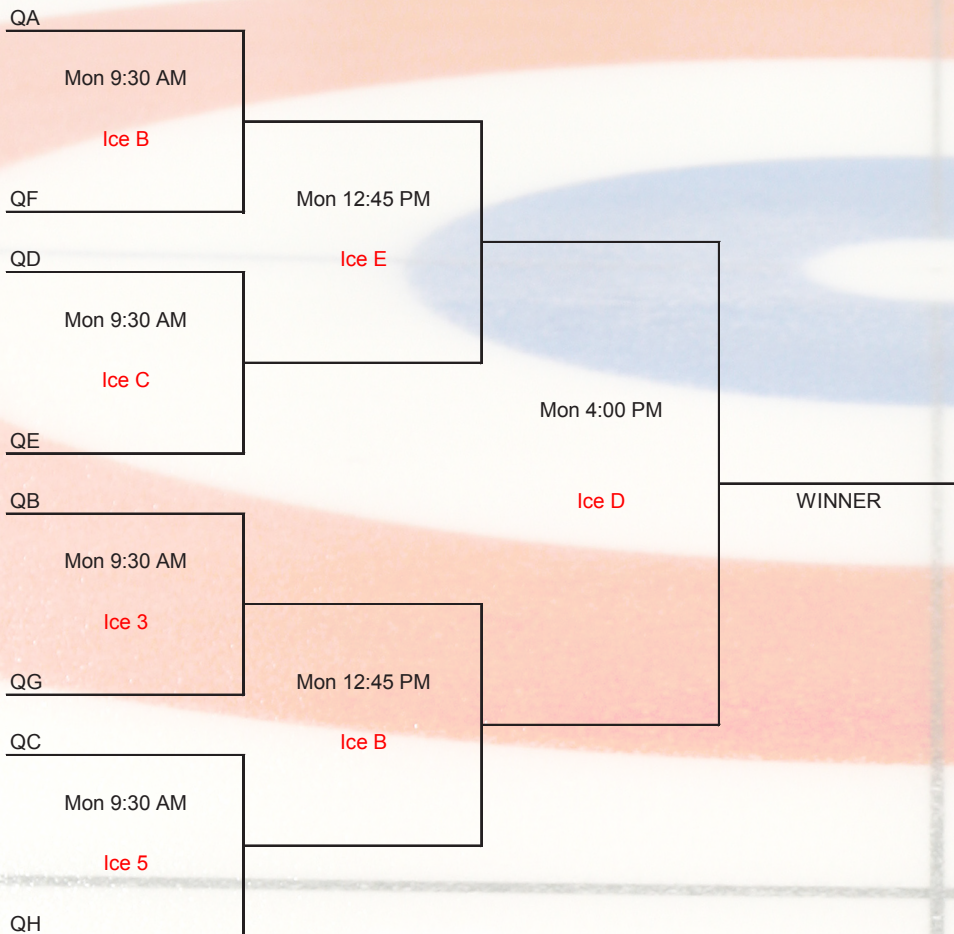 QA
Mon 9:30 AM
Ice B
QF
Mon 12:45 PM
Ice E
QD
Mon 9:30 AM
Ice C
QE
Mon 4:00 PM
Ice D
WINNER
QB
Mon 9:30 AM
Ice 3
QG
Mon 12:45 PM
Ice B
QC
Mon 9:30 AM
Ice 5
QH